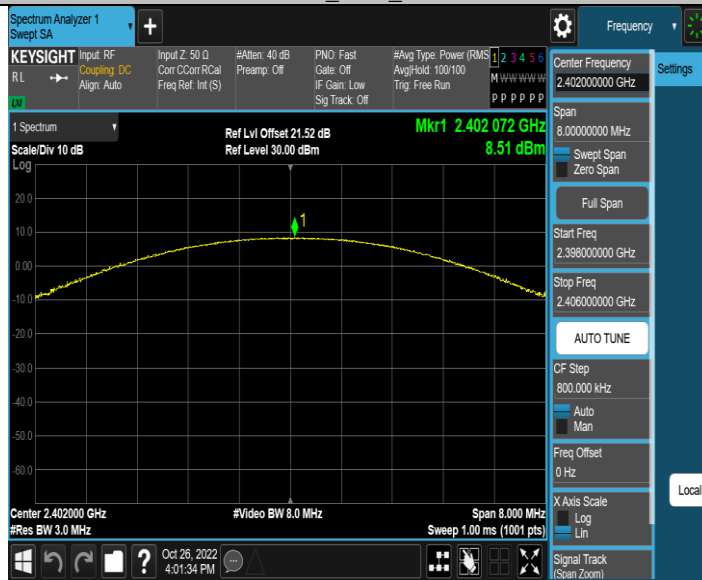 Spectrum Analyzer 1
Swept SA
Frequency
KEYSIGHT
RL
LXI
Input: RF
Coupling: DC
Align: Auto
Input Z: 50 Ω
Corr CCorr RCal
Freq Ref: Int (S)
#Atten: 40 dB
Preamp: Off
PNO: Fast
Gate: Off
IF Gain: Low
Sig Track: Off
#Avg Type: Power (RMS
Avg|Hold: 100/100
Trig: Free Run
1 2 3 4 5 6
M W W W W W
P P P P P P
1 Spectrum
Scale/Div 10 dB
Log
Ref Lvl Offset 21.52 dB
Ref Level 30.00 dBm
Mkr1 2.402 072 GHz
8.51 dBm
1
20.0
10.0
0.00
-10.0
-20.0
-30.0
-40.0
-50.0
-60.0
Center 2.402000 GHz
#Video BW 8.0 MHz
Span 8.000 MHz
#Res BW 3.0 MHz
Sweep 1.00 ms (1001 pts)
?
Oct 26, 2022
4:01:34 PM
Center Frequency
2.402000000 GHz
Span
8.00000000 MHz
Swept Span
Zero Span
Full Span
Start Freq
2.398000000 GHz
Stop Freq
2.406000000 GHz
AUTO TUNE
CF Step
800.000 kHz
Auto
Man
Freq Offset
0 Hz
X Axis Scale
Log
Lin
Signal Track
(Span Zoom)
Settings
Local